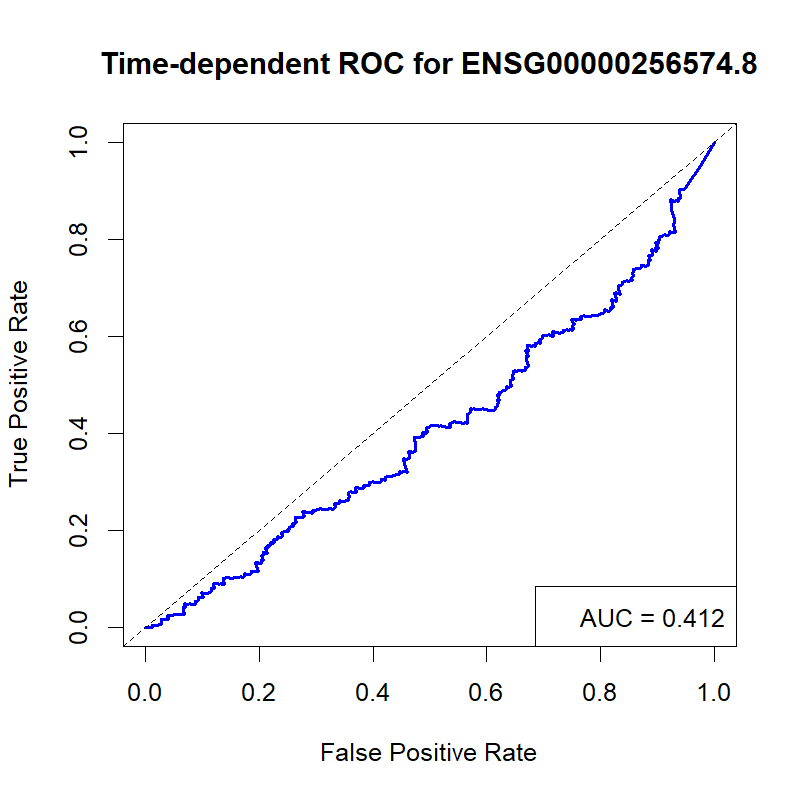 Time-dependent ROC for ENSG00000256574.8
True Positive Rate
1.0
0.8
0.6
0.4
0.2
0.0
AUC = 0.412
0.0 0.2 0.4 0.6 0.8 1.0
False Positive Rate